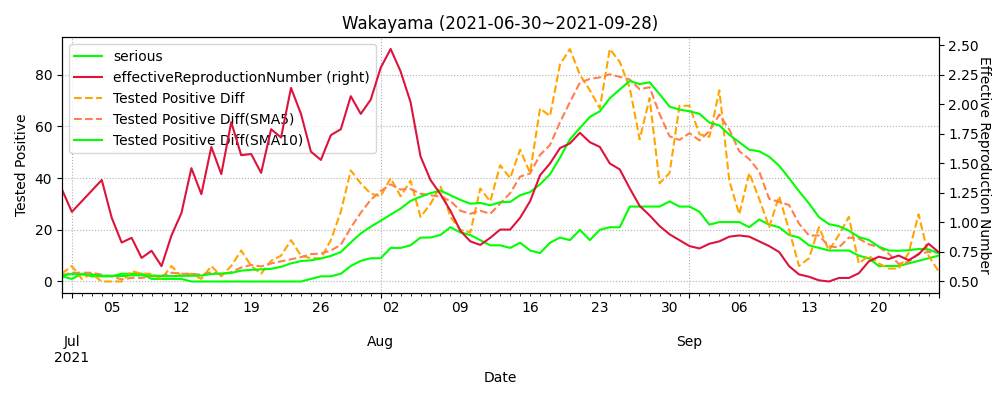 Wakayama (2021-06-30~2021-09-28)
serious
effectiveReproductionNumber (right)
Tested Positive Diff
Tested Positive Diff(SMA5)
Tested Positive Diff(SMA10)
Tested Positive
80
60
40
20
0
2.50
2.25
2.00
1.75
1.50
1.25
1.00
0.75
0.50
Effective Reproduction Number
05 12 19 26 02 09 16 23 30 06 13 20
Jul Aug Sep
2021
Date